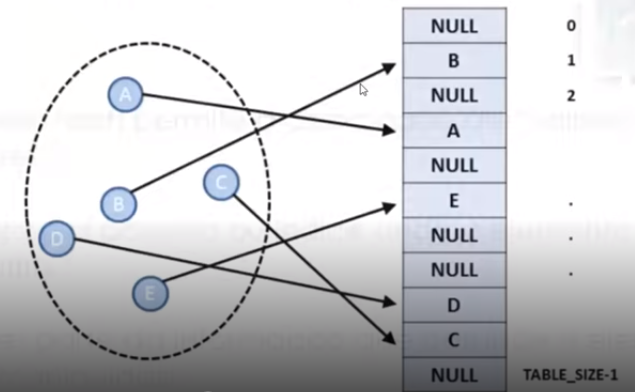 NULL 0
B 1
NULL 2
A
A
NULL
C
B
E .
D
NULL .
NULL .
E
D
C
NULL TABLE_SIZE-1